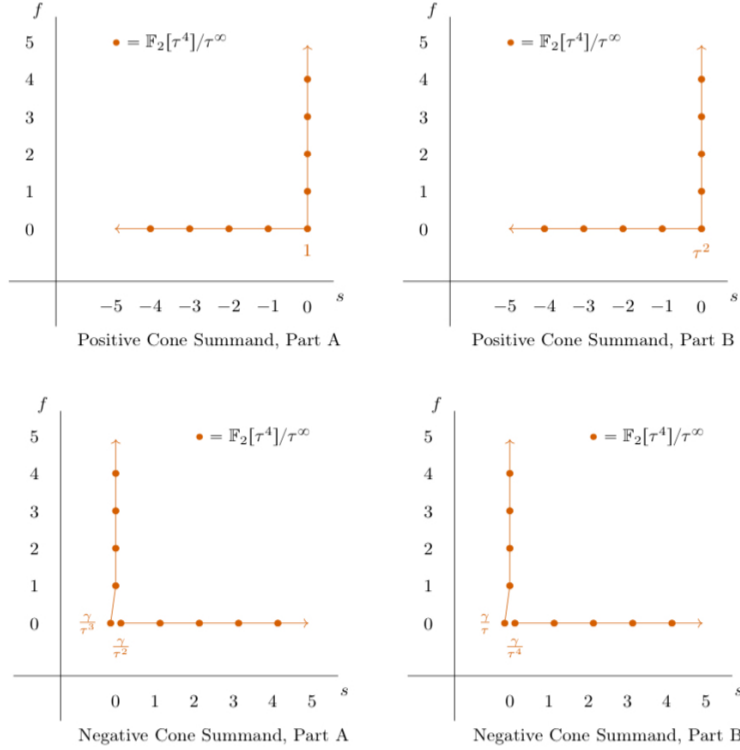 f
f
5
● = 𝔽₂[τ⁴]/τ^∞
5
● = 𝔽₂[τ⁴]/τ^∞
4
4
3
3
2
2
1
1
0
0
1
τ²
s
s
−5 −4 −3 −2 −1 0
−5 −4 −3 −2 −1 0
Positive Cone Summand, Part A
Positive Cone Summand, Part B
f
f
5
● = 𝔽₂[τ⁴]/τ^∞
5
● = 𝔽₂[τ⁴]/τ^∞
4
4
3
3
2
2
1
1
0
γ/τ³
0
γ/τ
γ/τ²
γ/τ⁴
s
s
0 1 2 3 4 5
0 1 2 3 4 5
Negative Cone Summand, Part A
Negative Cone Summand, Part B